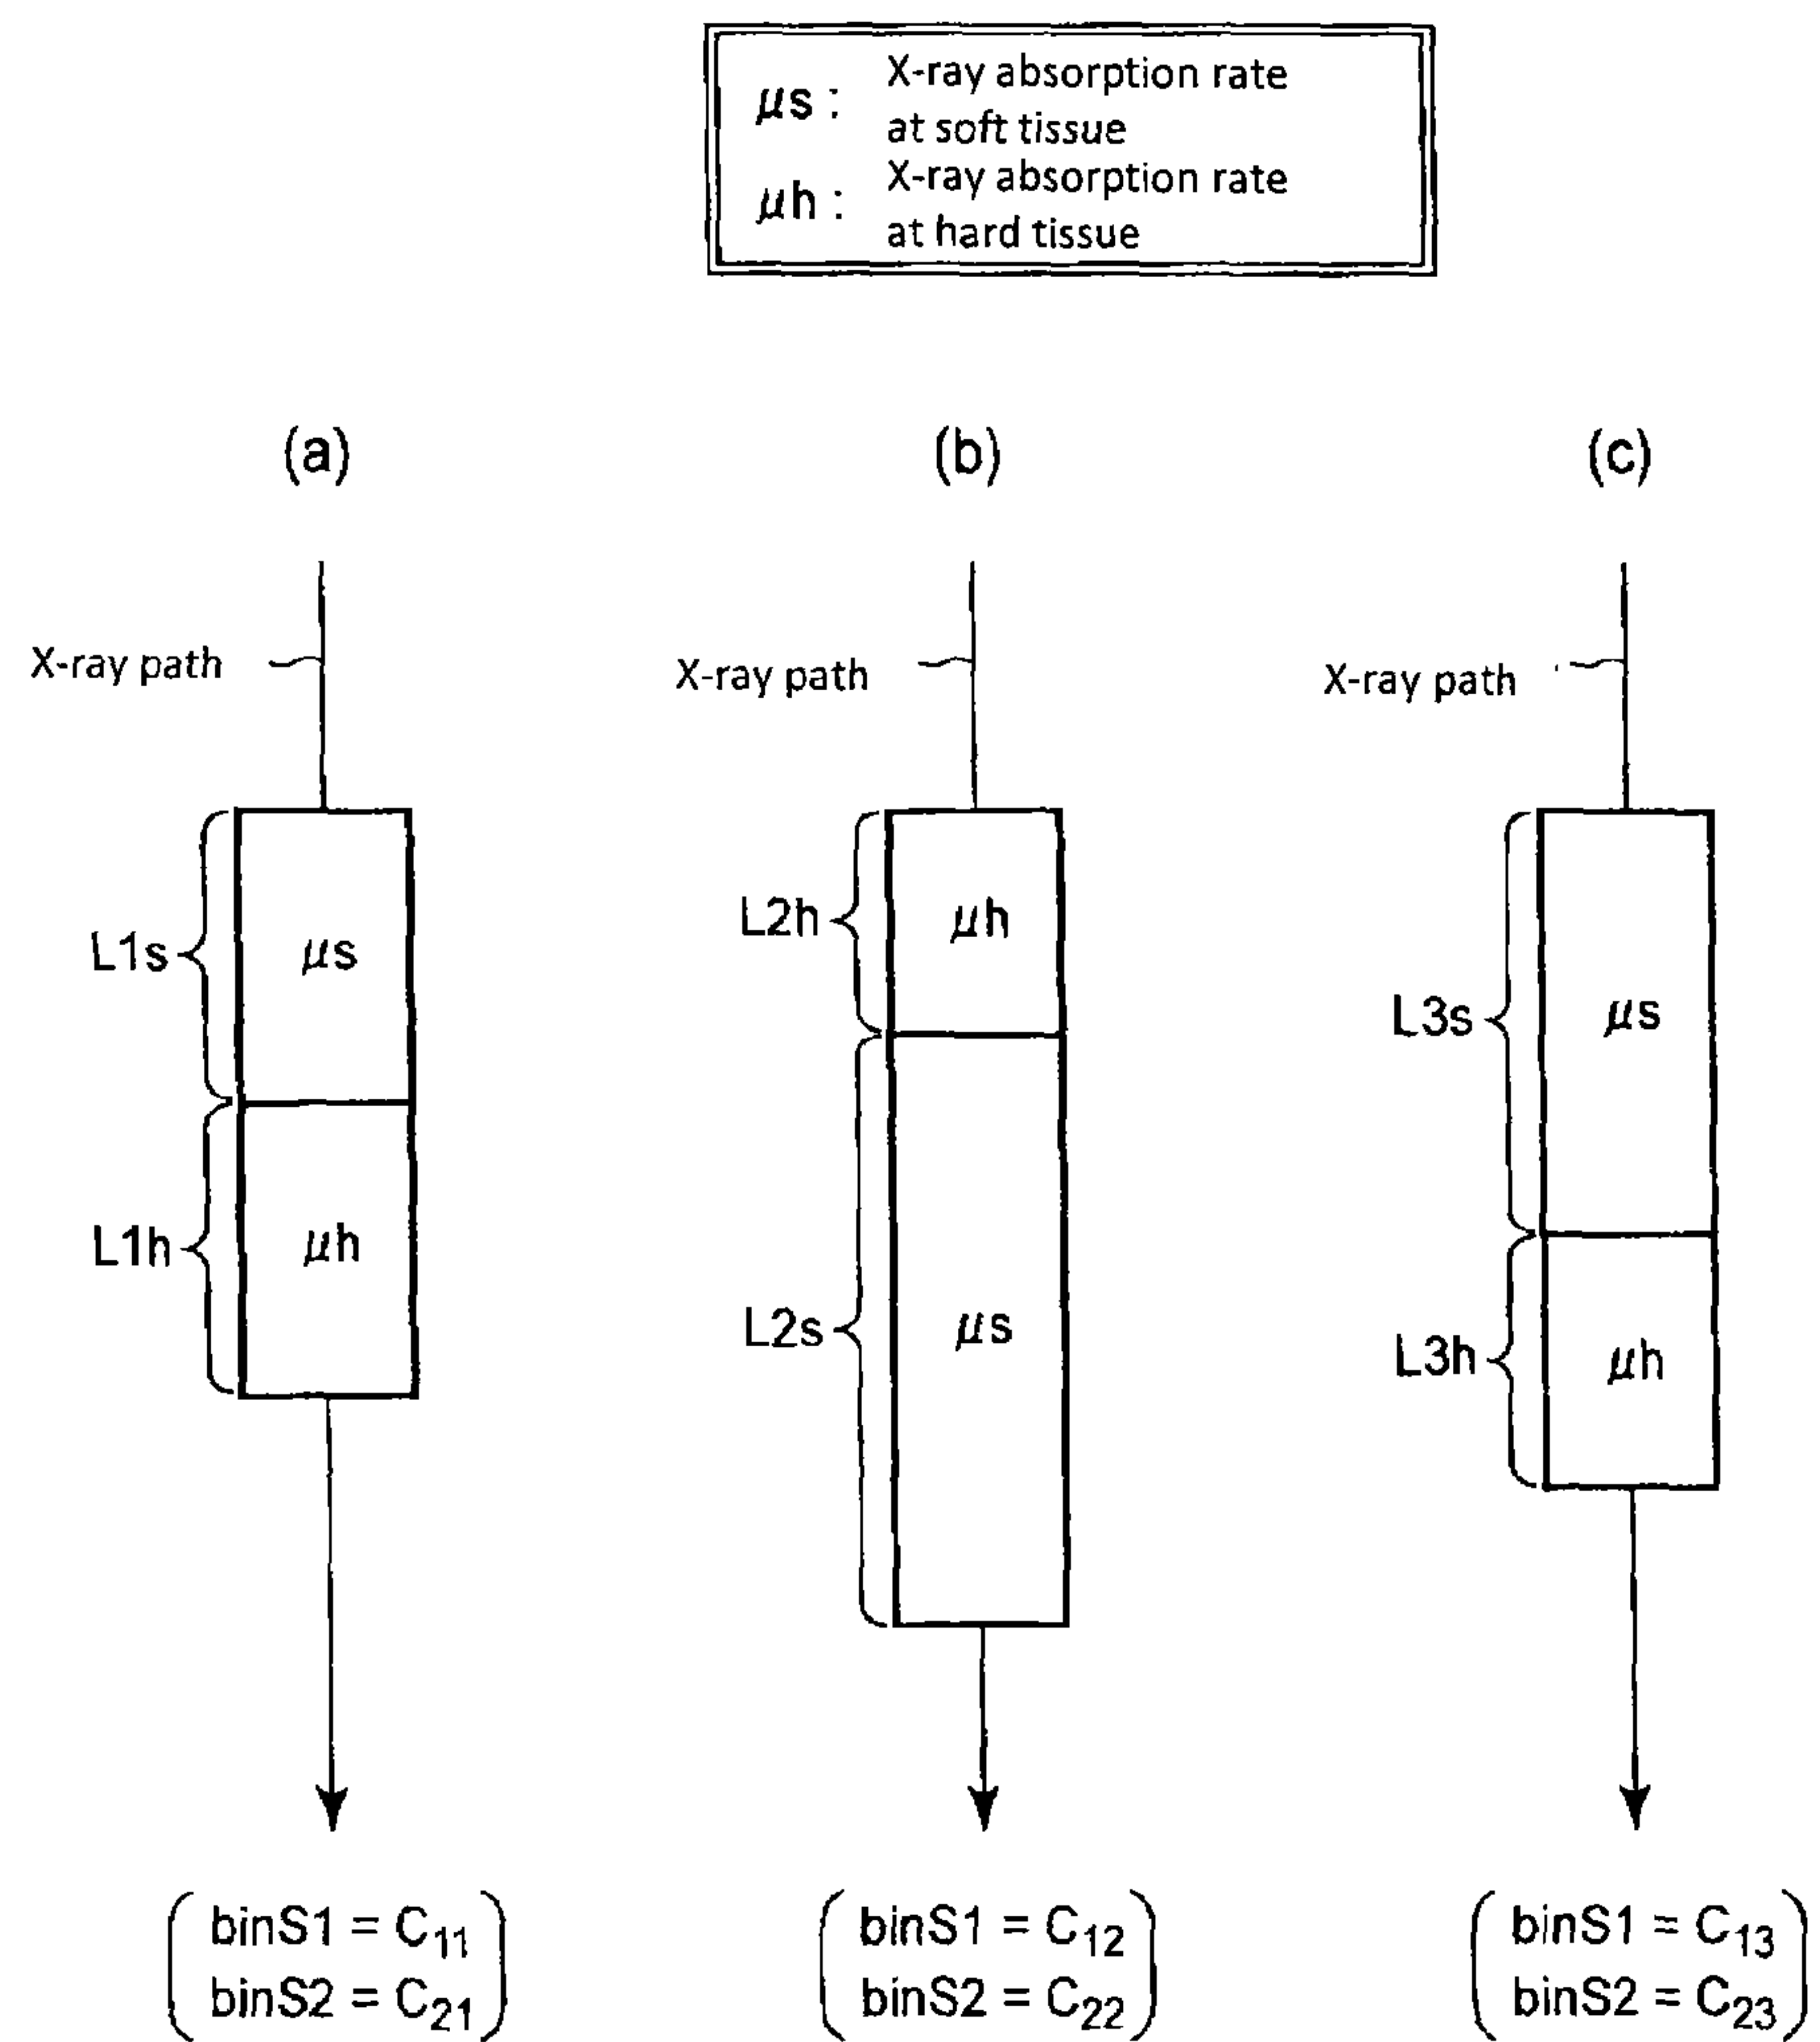 μs : X-ray absorption rate
at soft tissue
μh : X-ray absorption rate
at hard tissue
(a)
(b)
(c)
X-ray path
X-ray path
X-ray path
L1s
μs
L1h
μh
L2h
μh
L2s
μs
L3s
μs
L3h
μh
binS1 = C₁₁
binS2 = C₂₁
binS1 = C₁₂
binS2 = C₂₂
binS1 = C₁₃
binS2 = C₂₃